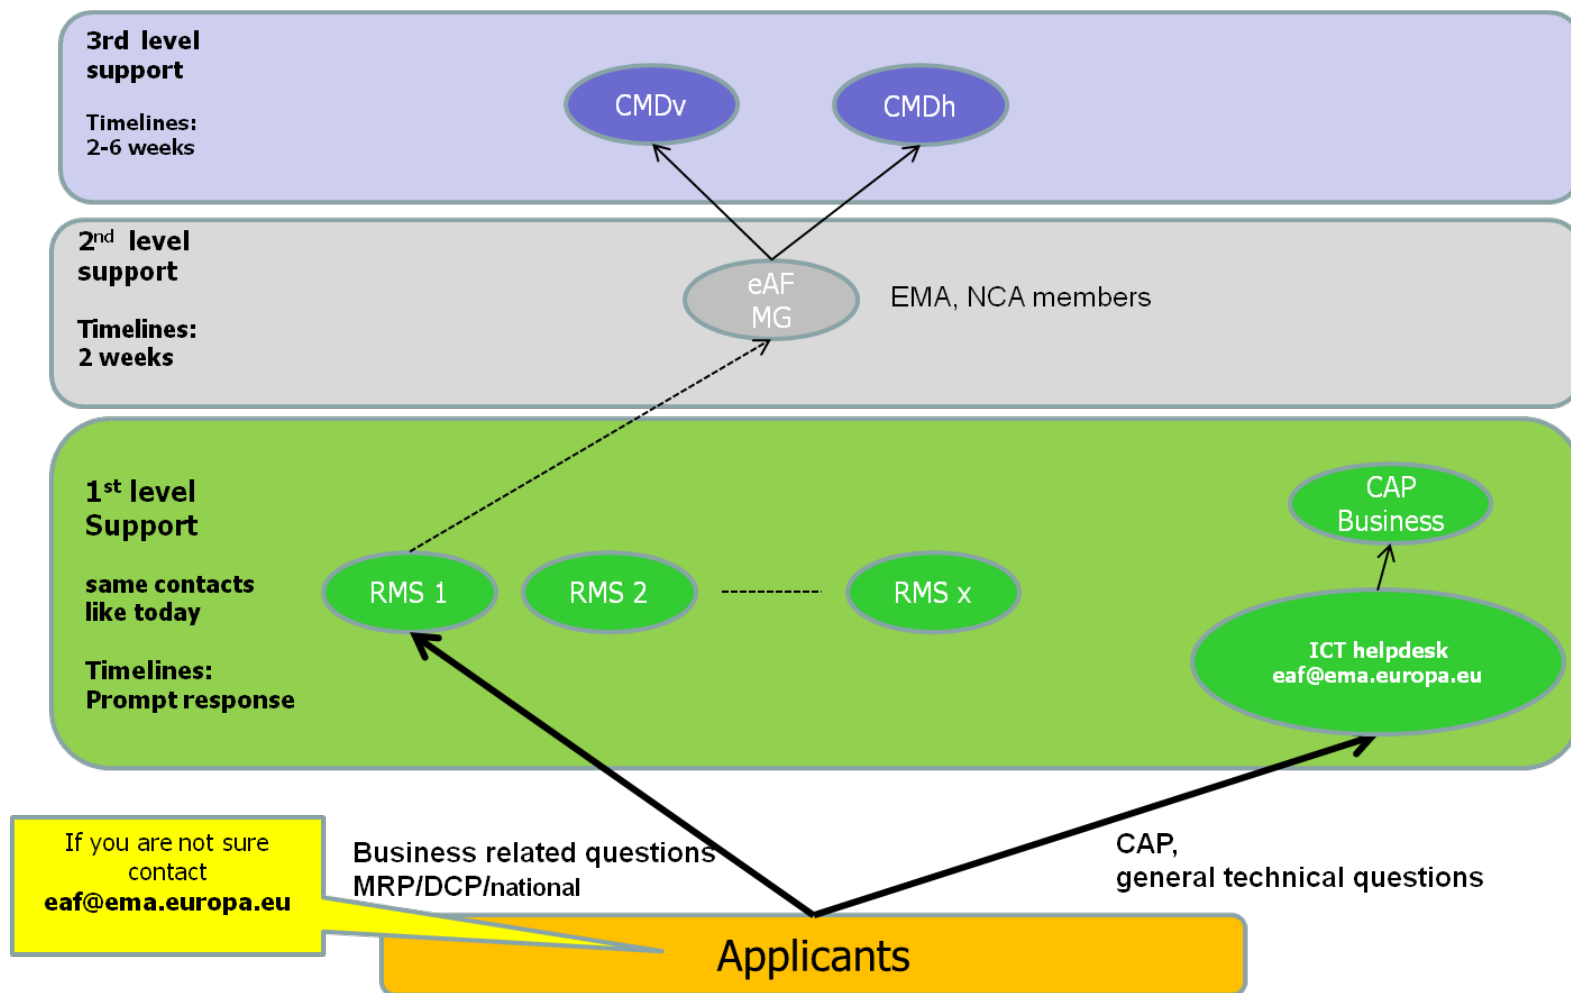 3rd level
support
Timelines:
2-6 weeks
CMDv
CMDh
2nd level
support
Timelines:
2 weeks
eAF
MG
EMA, NCA members
1st level
Support
same contacts
like today
Timelines:
Prompt response
RMS 1
RMS 2
RMS x
CAP
Business
ICT helpdesk
eaf@ema.europa.eu
If you are not sure
contact
eaf@ema.europa.eu
Business related questions
MRP/DCP/national
CAP,
general technical questions
Applicants